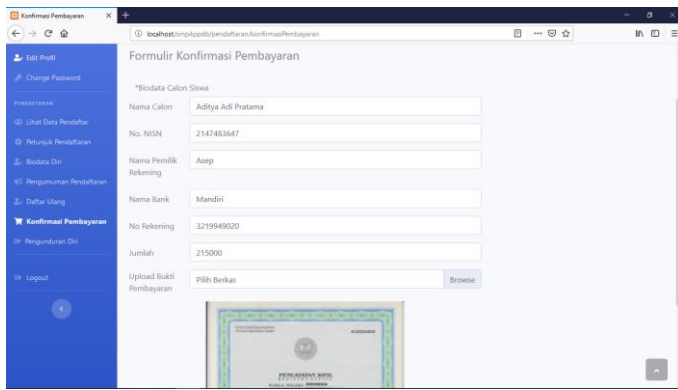 Konfirmasi Pembayaran
localhost/smp4ppdb/pendaftaran/konfirmasiPembayaran
Edit Profil
Change Password
PENDAFTARAN
Lihat Data Pendaftar
Petunjuk Pendaftaran
Biodata Diri
Pengumuman Pendaftaran
Daftar Ulang
Konfirmasi Pembayaran
Pengunduran Diri
Logout
Formulir Konfirmasi Pembayaran
*Biodata Calon Siswa
Nama Calon Aditya Adi Pratama
No. NISN 2147483647
Nama Pemilik Rekening Asep
Nama Bank Mandiri
No Rekening 3219949020
Jumlah 215000
Upload Bukti Pembayaran Pilih Berkas Browse
PENCATATAN SIPIL